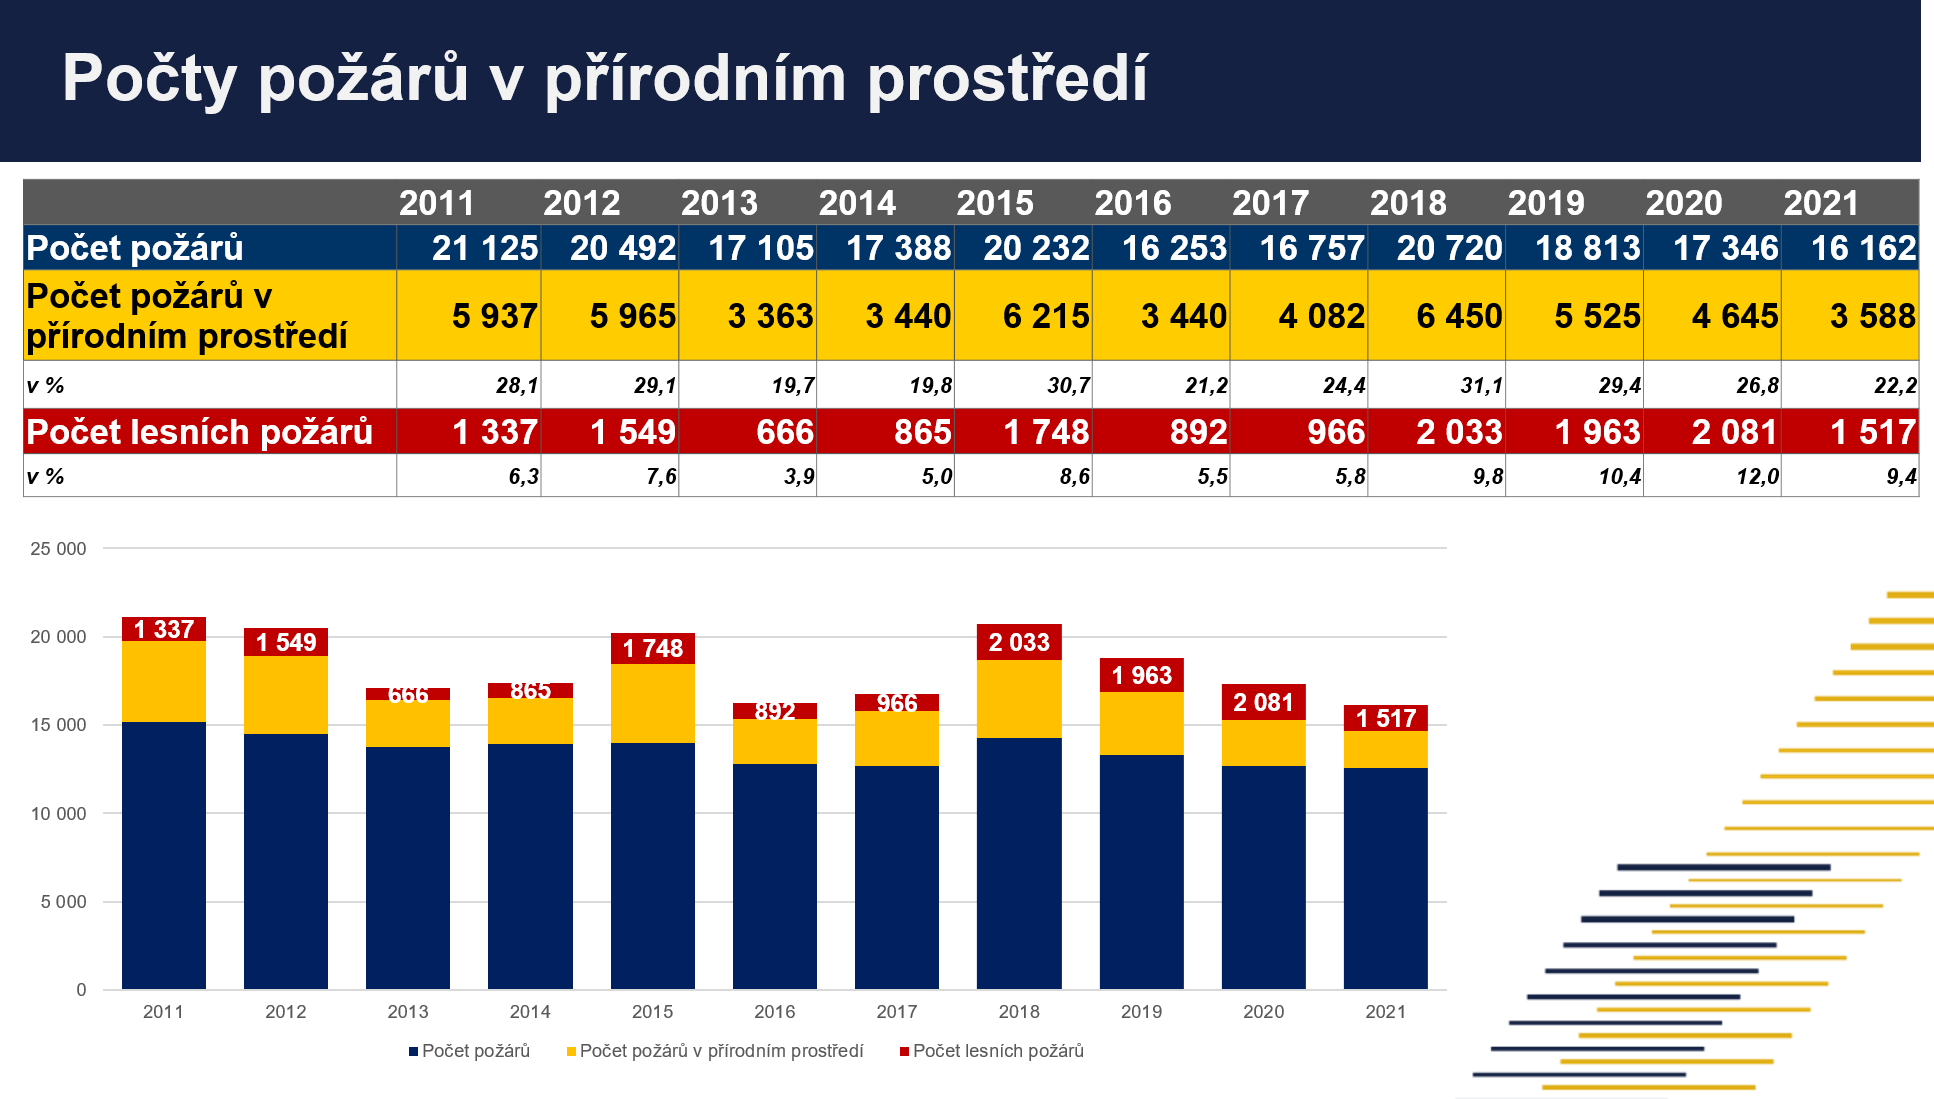 Počty požárů v přírodním prostředí
2011 2012 2013 2014 2015 2016 2017 2018 2019 2020 2021
Počet požárů 21 125 20 492 17 105 17 388 20 232 16 253 16 757 20 720 18 813 17 346 16 162
Počet požárů v
přírodním prostředí 5 937 5 965 3 363 3 440 6 215 3 440 4 082 6 450 5 525 4 645 3 588
v % 28,1 29,1 19,7 19,8 30,7 21,2 24,4 31,1 29,4 26,8 22,2
Počet lesních požárů 1 337 1 549 666 865 1 748 892 966 2 033 1 963 2 081 1 517
v % 6,3 7,6 3,9 5,0 8,6 5,5 5,8 9,8 10,4 12,0 9,4
25 000
20 000
15 000
10 000
5 000
0
1 337 1 549 666 865 1 748 892 966 2 033 1 963 2 081 1 517
2011 2012 2013 2014 2015 2016 2017 2018 2019 2020 2021
Počet požárů Počet požárů v přírodním prostředí Počet lesních požárů